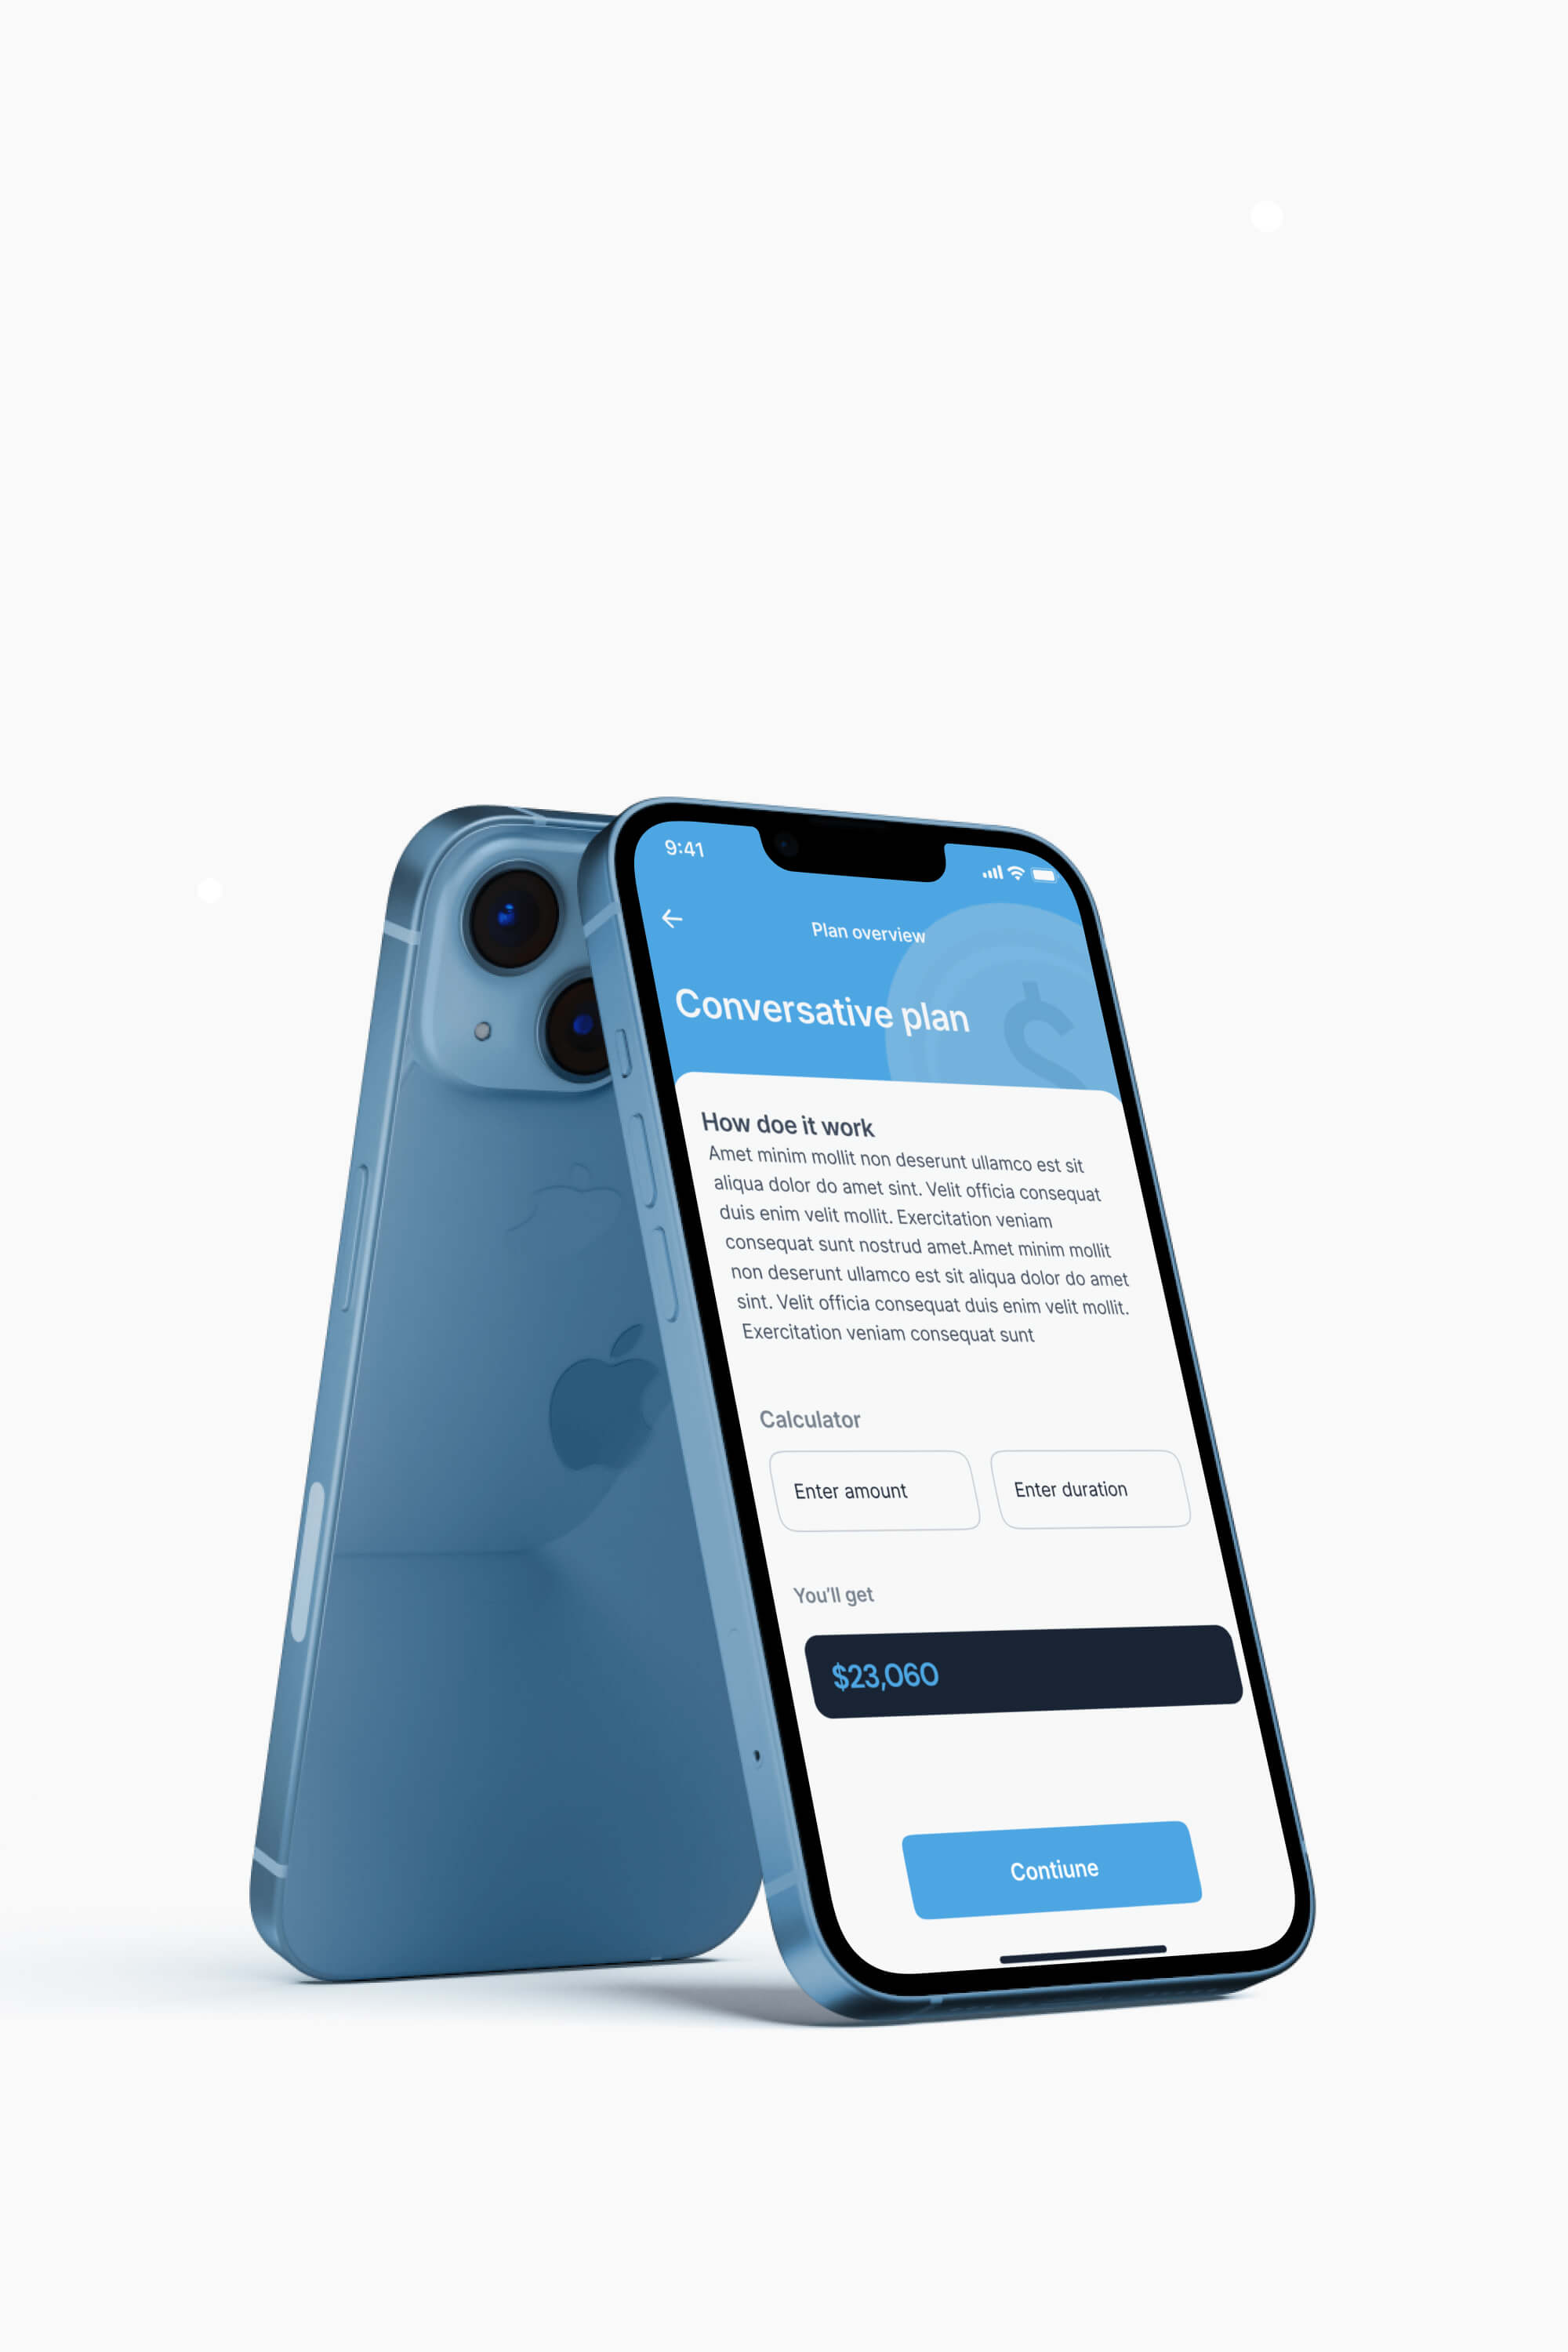 9:41
Plan overview
Conversative plan
$
How doe it work
Amet minim mollit non deserunt ullamco est sit
aliqua dolor do amet sint. Velit officia consequat
duis enim velit mollit. Exercitation veniam
consequat sunt nostrud amet.Amet minim mollit
non deserunt ullamco est sit aliqua dolor do amet
sint. Velit officia consequat duis enim velit mollit.
Exercitation veniam consequat sunt
Calculator
Enter amount
Enter duration
You'll get
$23,060
Contiune